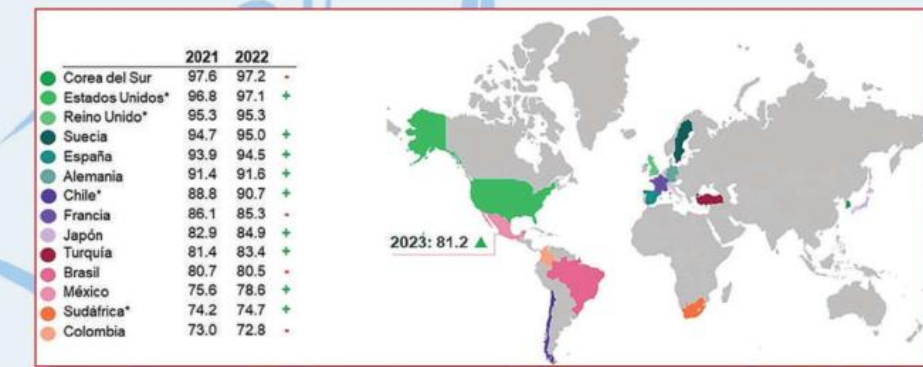 2021 2022
Corea del Sur 97.6 97.2 -
Estados Unidos* 96.8 97.1 +
Reino Unido* 95.3 95.3
Suecia 94.7 95.0 +
España 93.9 94.5 +
Alemania 91.4 91.6 +
Chile* 88.8 90.7 +
Francia 86.1 85.3 -
Japón 82.9 84.9 +
Turquía 81.4 83.4 +
Brasil 80.7 80.5 -
México 75.6 78.6 +
Sudáfrica* 74.2 74.7 +
Colombia 73.0 72.8 -
2023: 81.2 ▲